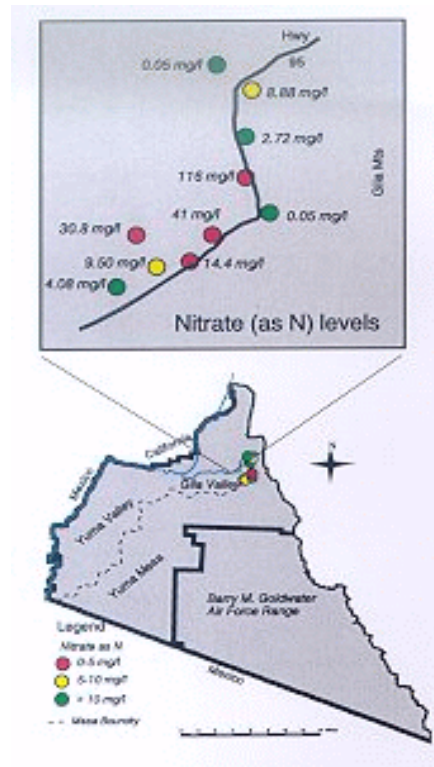 Hwy
95
0.05 mg/l
8.88 mg/l
2.72 mg/l
Gila Mts
116 mg/l
0.05 mg/l
41 mg/l
30.8 mg/l
9.50 mg/l
14.4 mg/l
4.08 mg/l
Nitrate (as N) levels
California
N
Mexico
Gila Valley
Yuma Valley
Yuma Mesa
Barry M. Goldwater
Air Force Range
Legend
Nitrate as N
0-5 mg/l
5-10 mg/l
> 10 mg/l
Mesa Boundry
Mexico